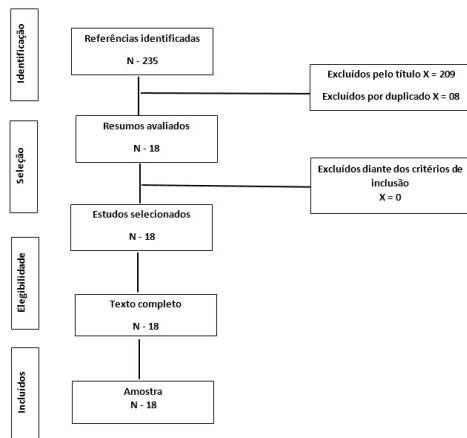 Identificação
Referências identificadas
N - 235
Excluídos pelo título X = 209
Excluídos por duplicado X = 08
Seleção
Resumos avaliados
N - 18
Excluídos diante dos critérios de
inclusão
X = 0
Estudos selecionados
N - 18
Elegibilidade
Texto completo
N - 18
Incluídos
Amostra
N - 18